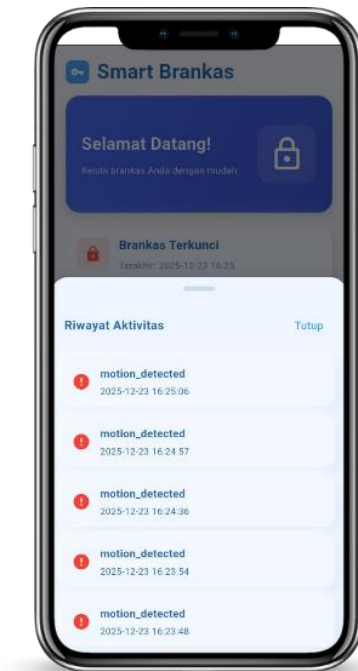 Smart Brankas
Selamat Datang!
Kelola brankas Anda dengan mudah
Brankas Terkunci
Terakhir: 2025-12-23 16:25
Riwayat Aktivitas
Tutup
motion_detected
2025-12-23 16:25:06
motion_detected
2025-12-23 16:24:57
motion_detected
2025-12-23 16:24:36
motion_detected
2025-12-23 16:23:54
motion_detected
2025-12-23 16:23:48